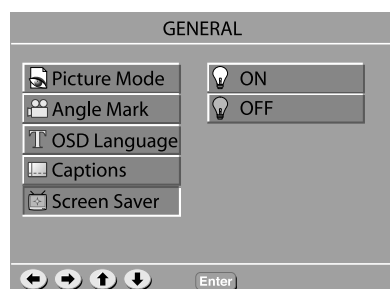 GENERAL
Picture Mode
Angle Mark
T OSD Language
Captions
Screen Saver
ON
OFF
Enter